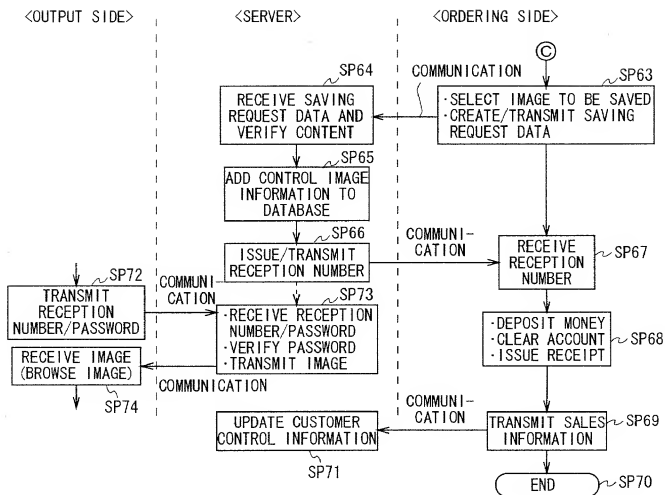 <OUTPUT SIDE>
<SERVER>
<ORDERING SIDE>
C
SP63
·SELECT IMAGE TO BE SAVED
·CREATE/TRANSMIT SAVING
REQUEST DATA
COMMUNICATION
SP64
RECEIVE SAVING
REQUEST DATA AND
VERIFY CONTENT
SP65
ADD CONTROL IMAGE
INFORMATION TO
DATABASE
SP66
ISSUE/TRANSMIT
RECEPTION NUMBER
COMMUNI-
CATION
RECEIVE
RECEPTION
NUMBER
SP67
SP72
TRANSMIT
RECEPTION
NUMBER/PASSWORD
COMMUNI-
CATION
SP73
·RECEIVE RECEPTION
NUMBER/PASSWORD
·VERIFY PASSWORD
·TRANSMIT IMAGE
·DEPOSIT MONEY
·CLEAR ACCOUNT
·ISSUE RECEIPT
SP68
RECEIVE IMAGE
(BROWSE IMAGE)
SP74
COMMUNICATION
UPDATE CUSTOMER
CONTROL INFORMATION
SP71
COMMUNI-
CATION
TRANSMIT SALES
INFORMATION
SP69
END
SP70